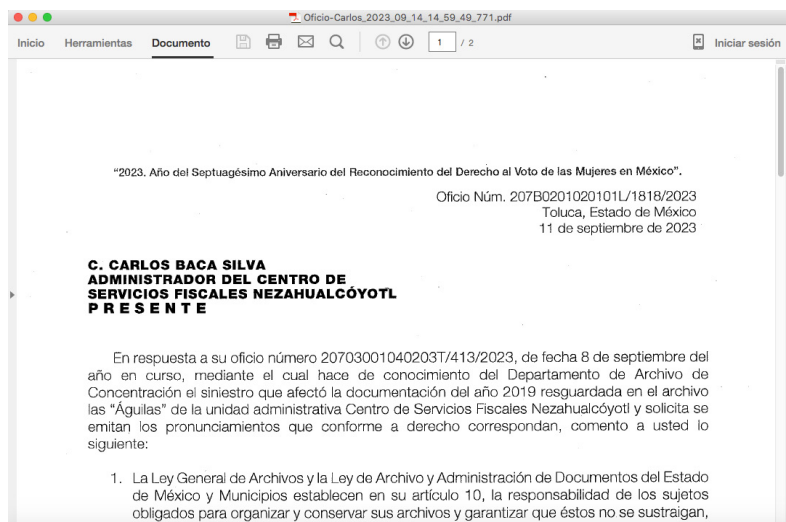 Oficio-Carlos_2023_09_14_14_59_49_771.pdf
Inicio Herramientas Documento 1 / 2 Iniciar sesión
“2023. Año del Septuagésimo Aniversario del Reconocimiento del Derecho al Voto de las Mujeres en México”.
Oficio Núm. 207B0201020101L/1818/2023
Toluca, Estado de México
11 de septiembre de 2023
C. CARLOS BACA SILVA
ADMINISTRADOR DEL CENTRO DE
SERVICIOS FISCALES NEZAHUALCÓYOTL
P R E S E N T E
En respuesta a su oficio número 20703001040203T/413/2023, de fecha 8 de septiembre del
año en curso, mediante el cual hace de conocimiento del Departamento de Archivo de
Concentración el siniestro que afectó la documentación del año 2019 resguardada en el archivo
las “Águilas” de la unidad administrativa Centro de Servicios Fiscales Nezahualcóyotl y solicita se
emitan los pronunciamientos que conforme a derecho correspondan, comento a usted lo
siguiente:
1. La Ley General de Archivos y la Ley de Archivo y Administración de Documentos del Estado
de México y Municipios establecen en su artículo 10, la responsabilidad de los sujetos
obligados para organizar y conservar sus archivos y garantizar que éstos no se sustraigan,